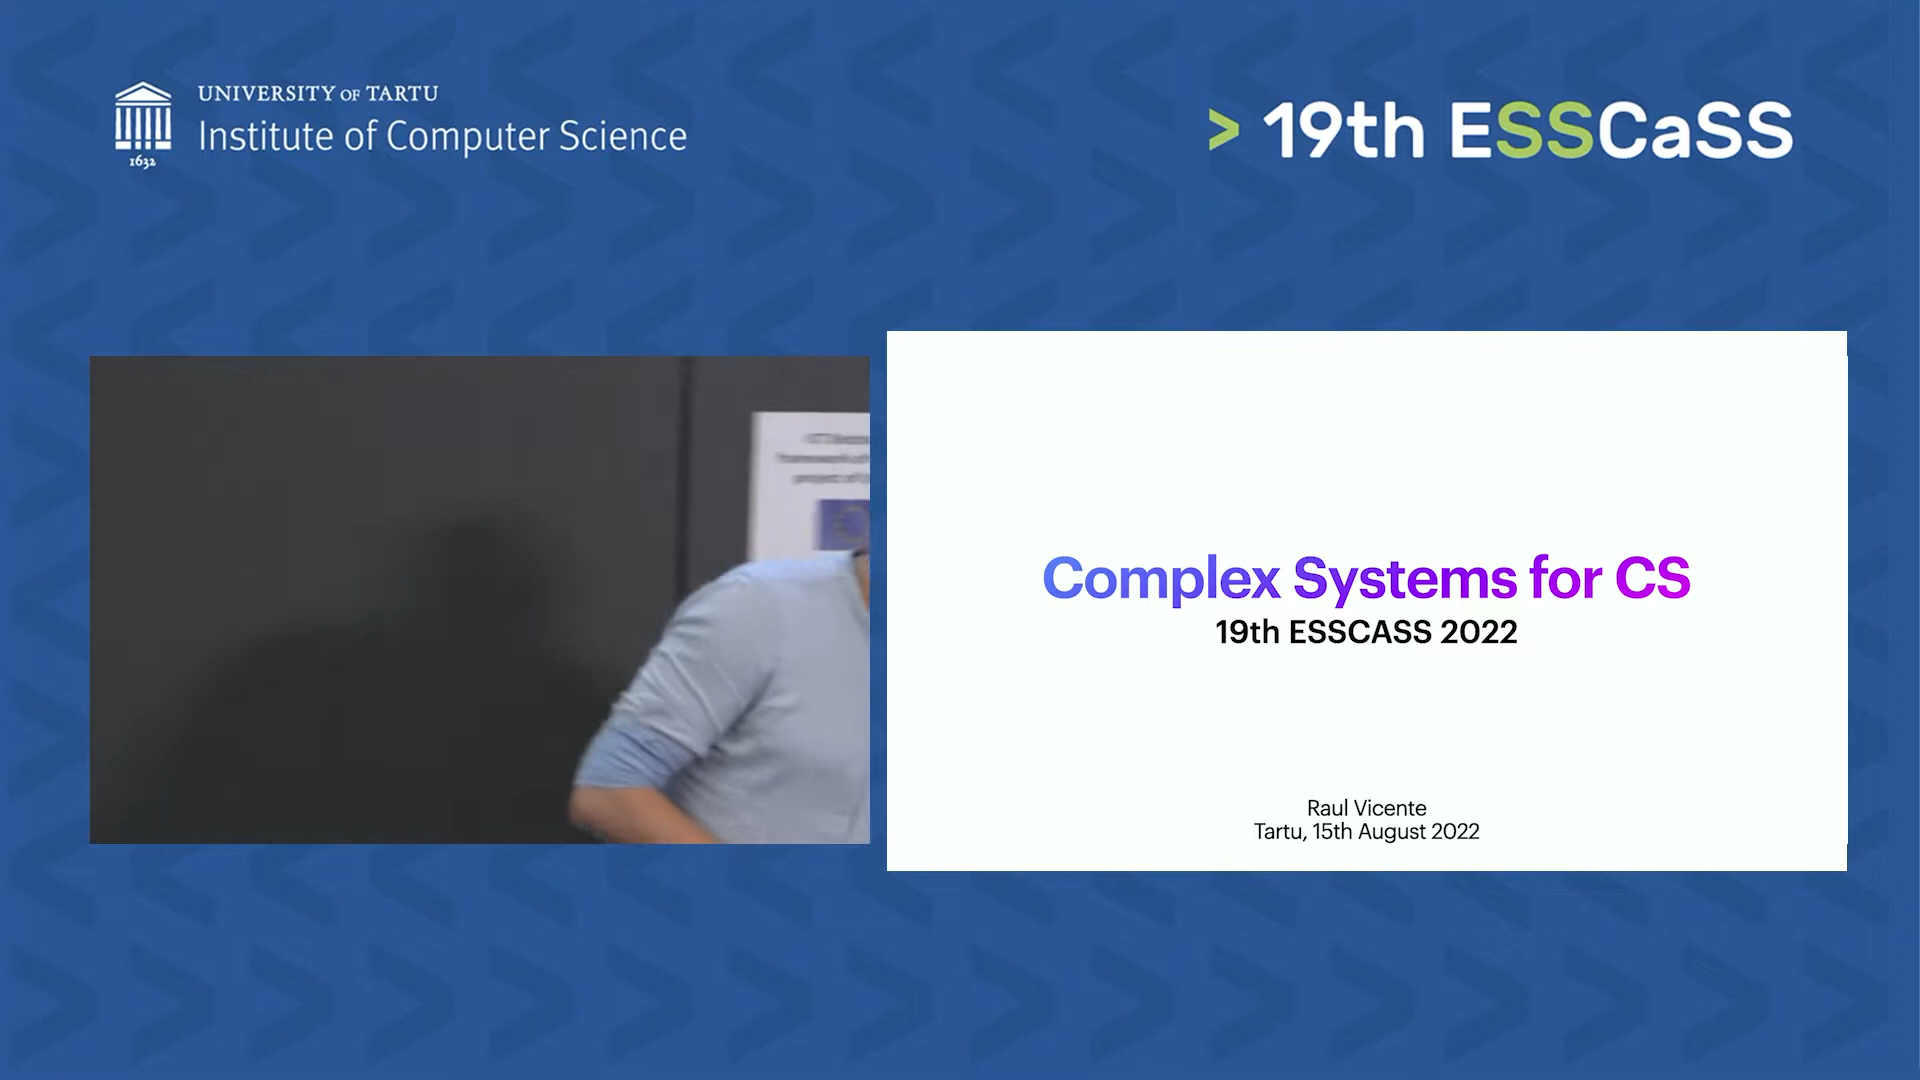 UNIVERSITY OF TARTU
Institute of Computer Science
1632
> 19th ESSCaSS
Complex Systems for CS
19th ESSCASS 2022
Raul Vicente
Tartu, 15th August 2022